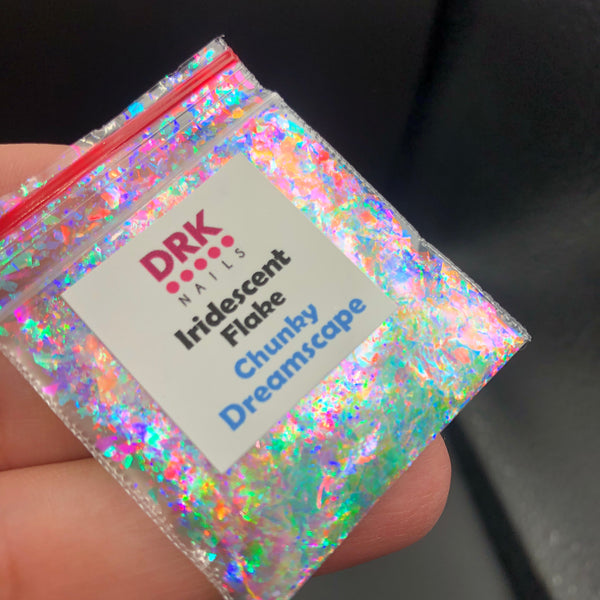 DRK
NAILS
Iridescent
Flake
Chunky
Dreamscape